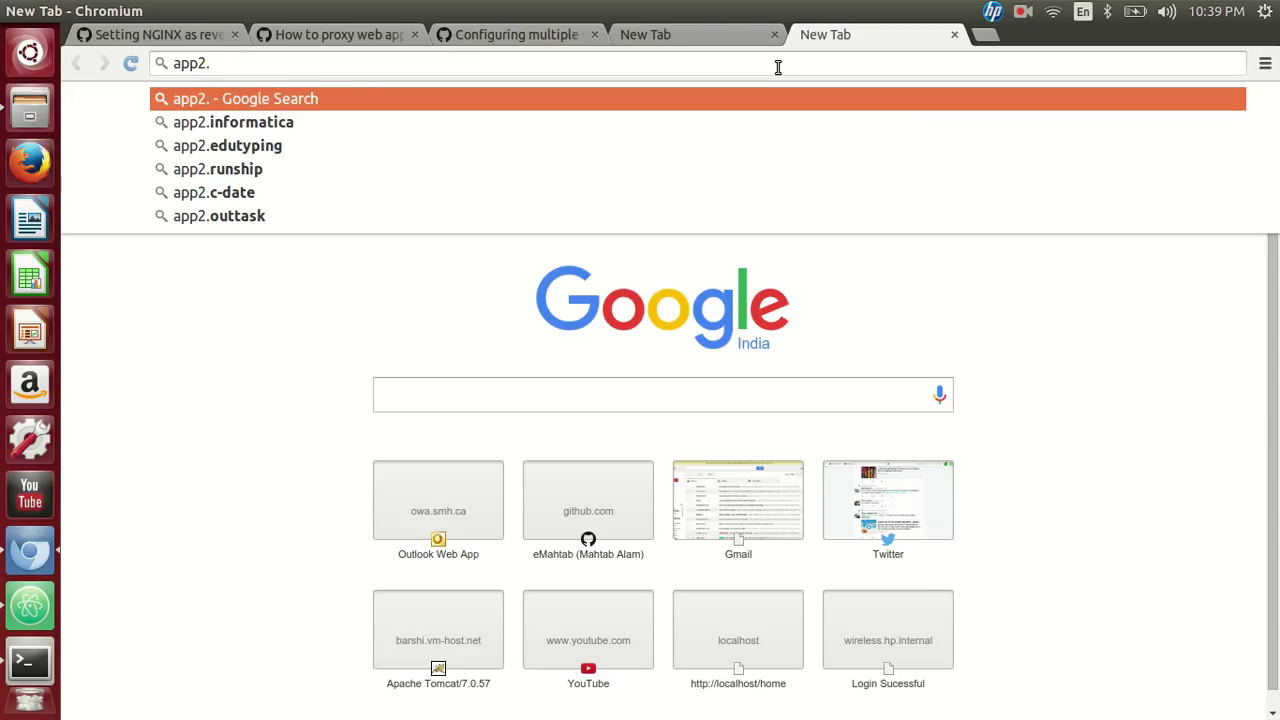 New Tab - Chromium
hp
En
10:39 PM
Setting NGINX as reve
How to proxy web app
Configuring multiple
New Tab
New Tab
app2.
app2. - Google Search
app2.informatica
app2.edutyping
app2.runship
app2.c-date
app2.outtask
Google
India
owa.smh.ca
github.com
Outlook Web App
eMahtab (Mahtab Alam)
Gmail
Twitter
barshi.vm-host.net
www.youtube.com
localhost
wireless.hp.internal
Apache Tomcat/7.0.57
YouTube
http://localhost/home
Login Sucessful
You
Tube